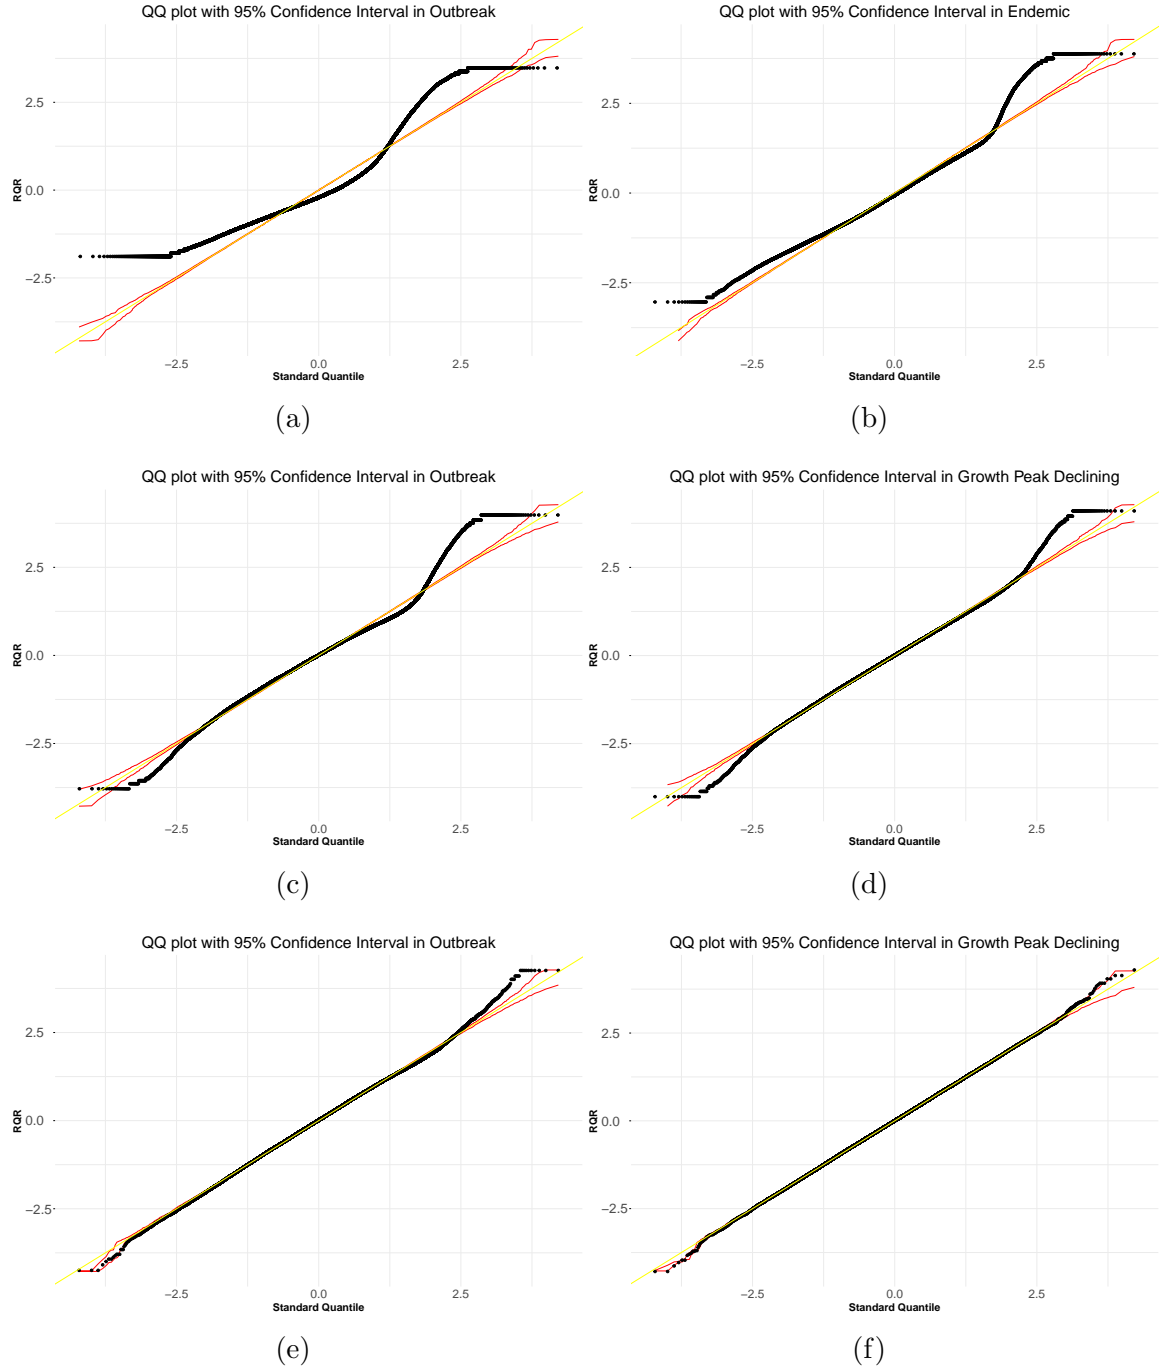 QQ plot with 95% Confidence Interval in Outbreak
2.5
0.0
−2.5
RQR
−2.5 0.0 2.5
Standard Quantile
(a)
QQ plot with 95% Confidence Interval in Endemic
2.5
0.0
−2.5
RQR
−2.5 0.0 2.5
Standard Quantile
(b)
QQ plot with 95% Confidence Interval in Outbreak
2.5
0.0
−2.5
RQR
−2.5 0.0 2.5
Standard Quantile
(c)
QQ plot with 95% Confidence Interval in Growth Peak Declining
2.5
0.0
−2.5
RQR
−2.5 0.0 2.5
Standard Quantile
(d)
QQ plot with 95% Confidence Interval in Outbreak
2.5
0.0
−2.5
RQR
−2.5 0.0 2.5
Standard Quantile
(e)
QQ plot with 95% Confidence Interval in Growth Peak Declining
2.5
0.0
−2.5
RQR
−2.5 0.0 2.5
Standard Quantile
(f)